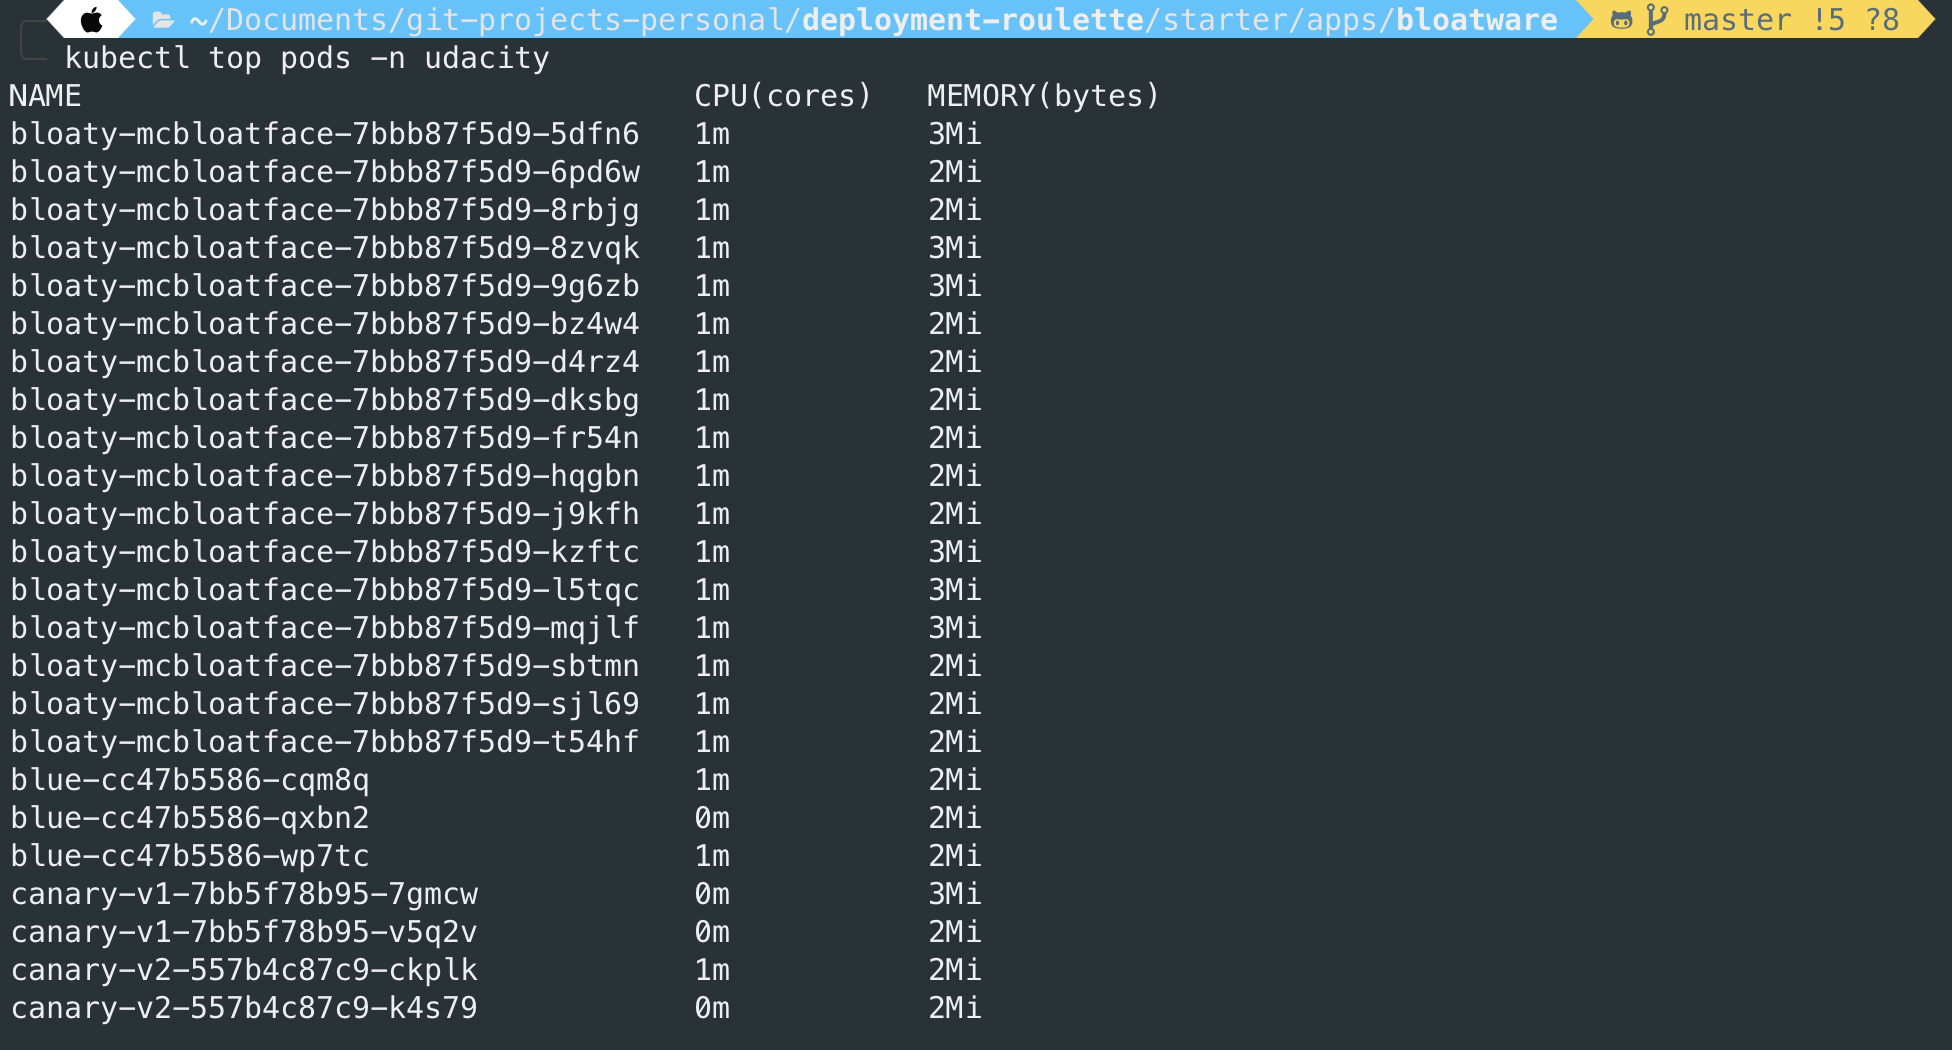 ~/Documents/git-projects-personal/deployment-roulette/starter/apps/bloatware master !5 ?8
kubectl top pods -n udacity
NAME CPU(cores) MEMORY(bytes)
bloaty-mcbloatface-7bbb87f5d9-5dfn6 1m 3Mi
bloaty-mcbloatface-7bbb87f5d9-6pd6w 1m 2Mi
bloaty-mcbloatface-7bbb87f5d9-8rbjg 1m 2Mi
bloaty-mcbloatface-7bbb87f5d9-8zvqk 1m 3Mi
bloaty-mcbloatface-7bbb87f5d9-9g6zb 1m 3Mi
bloaty-mcbloatface-7bbb87f5d9-bz4w4 1m 2Mi
bloaty-mcbloatface-7bbb87f5d9-d4rz4 1m 2Mi
bloaty-mcbloatface-7bbb87f5d9-dksbg 1m 2Mi
bloaty-mcbloatface-7bbb87f5d9-fr54n 1m 2Mi
bloaty-mcbloatface-7bbb87f5d9-hqgbn 1m 2Mi
bloaty-mcbloatface-7bbb87f5d9-j9kfh 1m 2Mi
bloaty-mcbloatface-7bbb87f5d9-kzftc 1m 3Mi
bloaty-mcbloatface-7bbb87f5d9-l5tqc 1m 3Mi
bloaty-mcbloatface-7bbb87f5d9-mqjlf 1m 3Mi
bloaty-mcbloatface-7bbb87f5d9-sbtmn 1m 2Mi
bloaty-mcbloatface-7bbb87f5d9-sjl69 1m 2Mi
bloaty-mcbloatface-7bbb87f5d9-t54hf 1m 2Mi
blue-cc47b5586-cqm8q 1m 2Mi
blue-cc47b5586-qxbn2 0m 2Mi
blue-cc47b5586-wp7tc 1m 2Mi
canary-v1-7bb5f78b95-7gmcw 0m 3Mi
canary-v1-7bb5f78b95-v5q2v 0m 2Mi
canary-v2-557b4c87c9-ckplk 1m 2Mi
canary-v2-557b4c87c9-k4s79 0m 2Mi